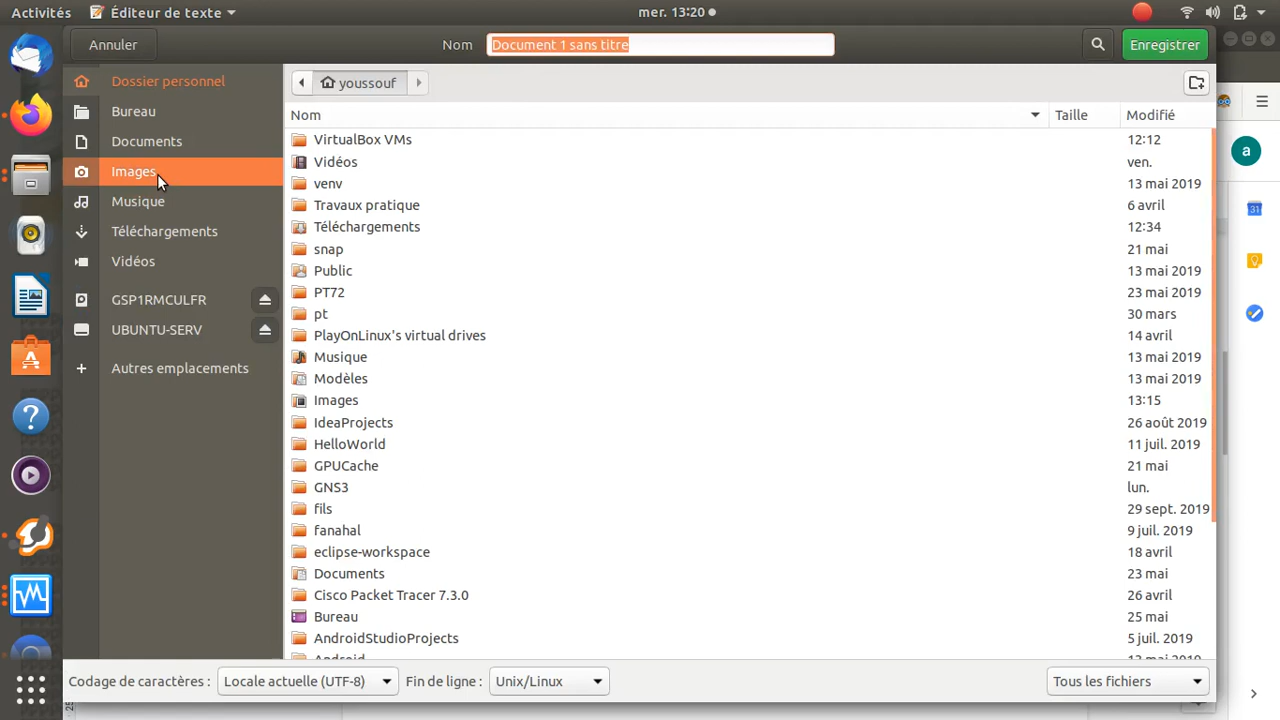 Activités
Éditeur de texte
mer. 13:20
Annuler
Nom
Document 1 sans titre
Enregistrer
Dossier personnel
Bureau
Documents
Images
Musique
Téléchargements
Vidéos
GSP1RMCULFR
UBUNTU-SERV
Autres emplacements
youssouf
Nom Taille Modifié
VirtualBox VMs 12:12
Vidéos ven.
venv 13 mai 2019
Travaux pratique 6 avril
Téléchargements 12:34
snap 21 mai
Public 13 mai 2019
PT72 23 mai 2019
pt 30 mars
PlayOnLinux's virtual drives 14 avril
Musique 13 mai 2019
Modèles 13 mai 2019
Images 13:15
IdeaProjects 26 août 2019
HelloWorld 11 juil. 2019
GPUCache 21 mai
GNS3 lun.
fils 29 sept. 2019
fanahal 9 juil. 2019
eclipse-workspace 18 avril
Documents 23 mai
Cisco Packet Tracer 7.3.0 26 avril
Bureau 25 mai
AndroidStudioProjects 5 juil. 2019
Android 13 mai 2019
Codage de caractères :
Locale actuelle (UTF-8)
Fin de ligne :
Unix/Linux
Tous les fichiers
a
31